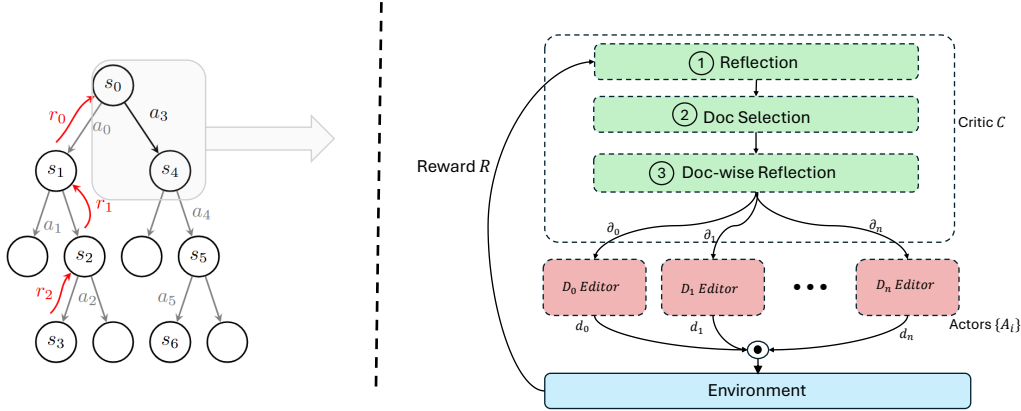 s₀
r₀
a₀
a₃
s₁
s₄
r₁
a₁
a₄
s₂
s₅
r₂
a₂
a₅
s₃
s₆
1 Reflection
2 Doc Selection
Critic C
Reward R
3 Doc-wise Reflection
∂₀
∂₁
∂ₙ
D₀ Editor
D₁ Editor
• • •
Dₙ Editor
d₀
d₁
dₙ
Actors {Aᵢ}
Environment